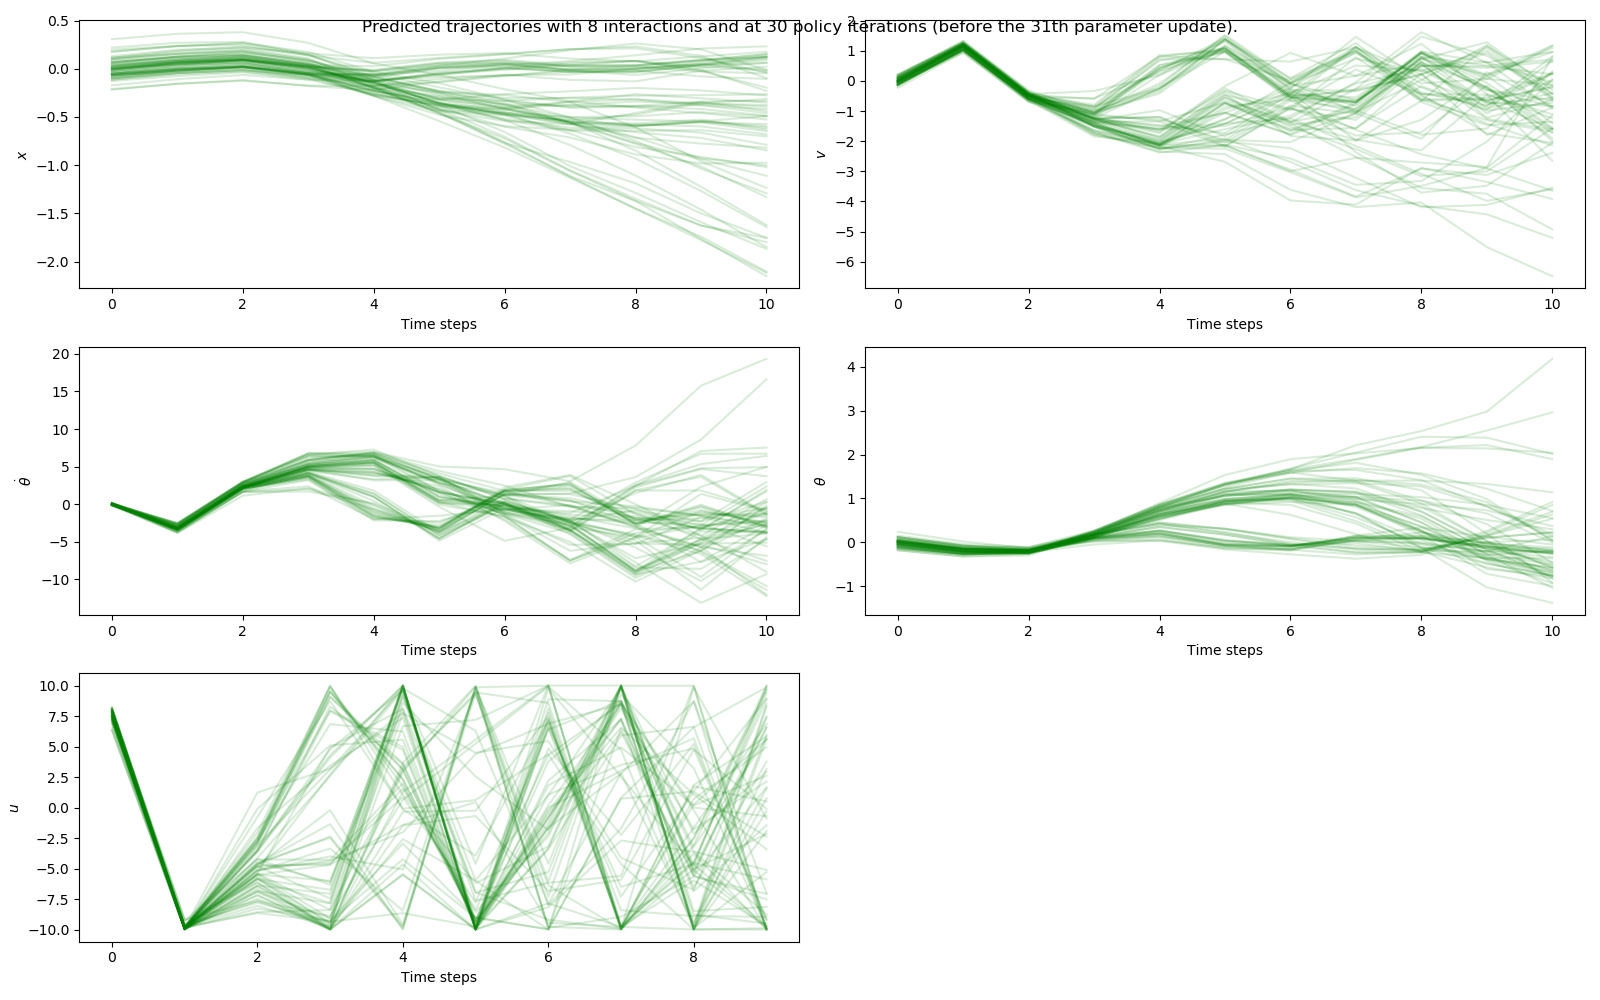 Predicted trajectories with 8 interactions and at 30 policy iterations (before the 31th parameter update).
0.5
0.0
−0.5
−1.0
−1.5
−2.0
x
0 2 4 6 8 10
Time steps
2
1
0
−1
−2
−3
−4
−5
−6
v
0 2 4 6 8 10
Time steps
20
15
10
5
0
−5
−10
θ̇
0 2 4 6 8 10
Time steps
4
3
2
1
0
−1
θ
0 2 4 6 8 10
Time steps
10.0
7.5
5.0
2.5
0.0
−2.5
−5.0
−7.5
−10.0
u
0 2 4 6 8
Time steps